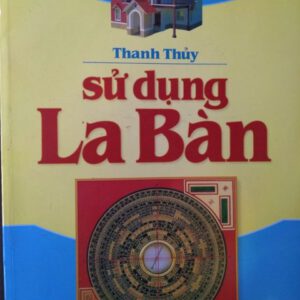 Thanh Thủy
sử dụng
La Bàn